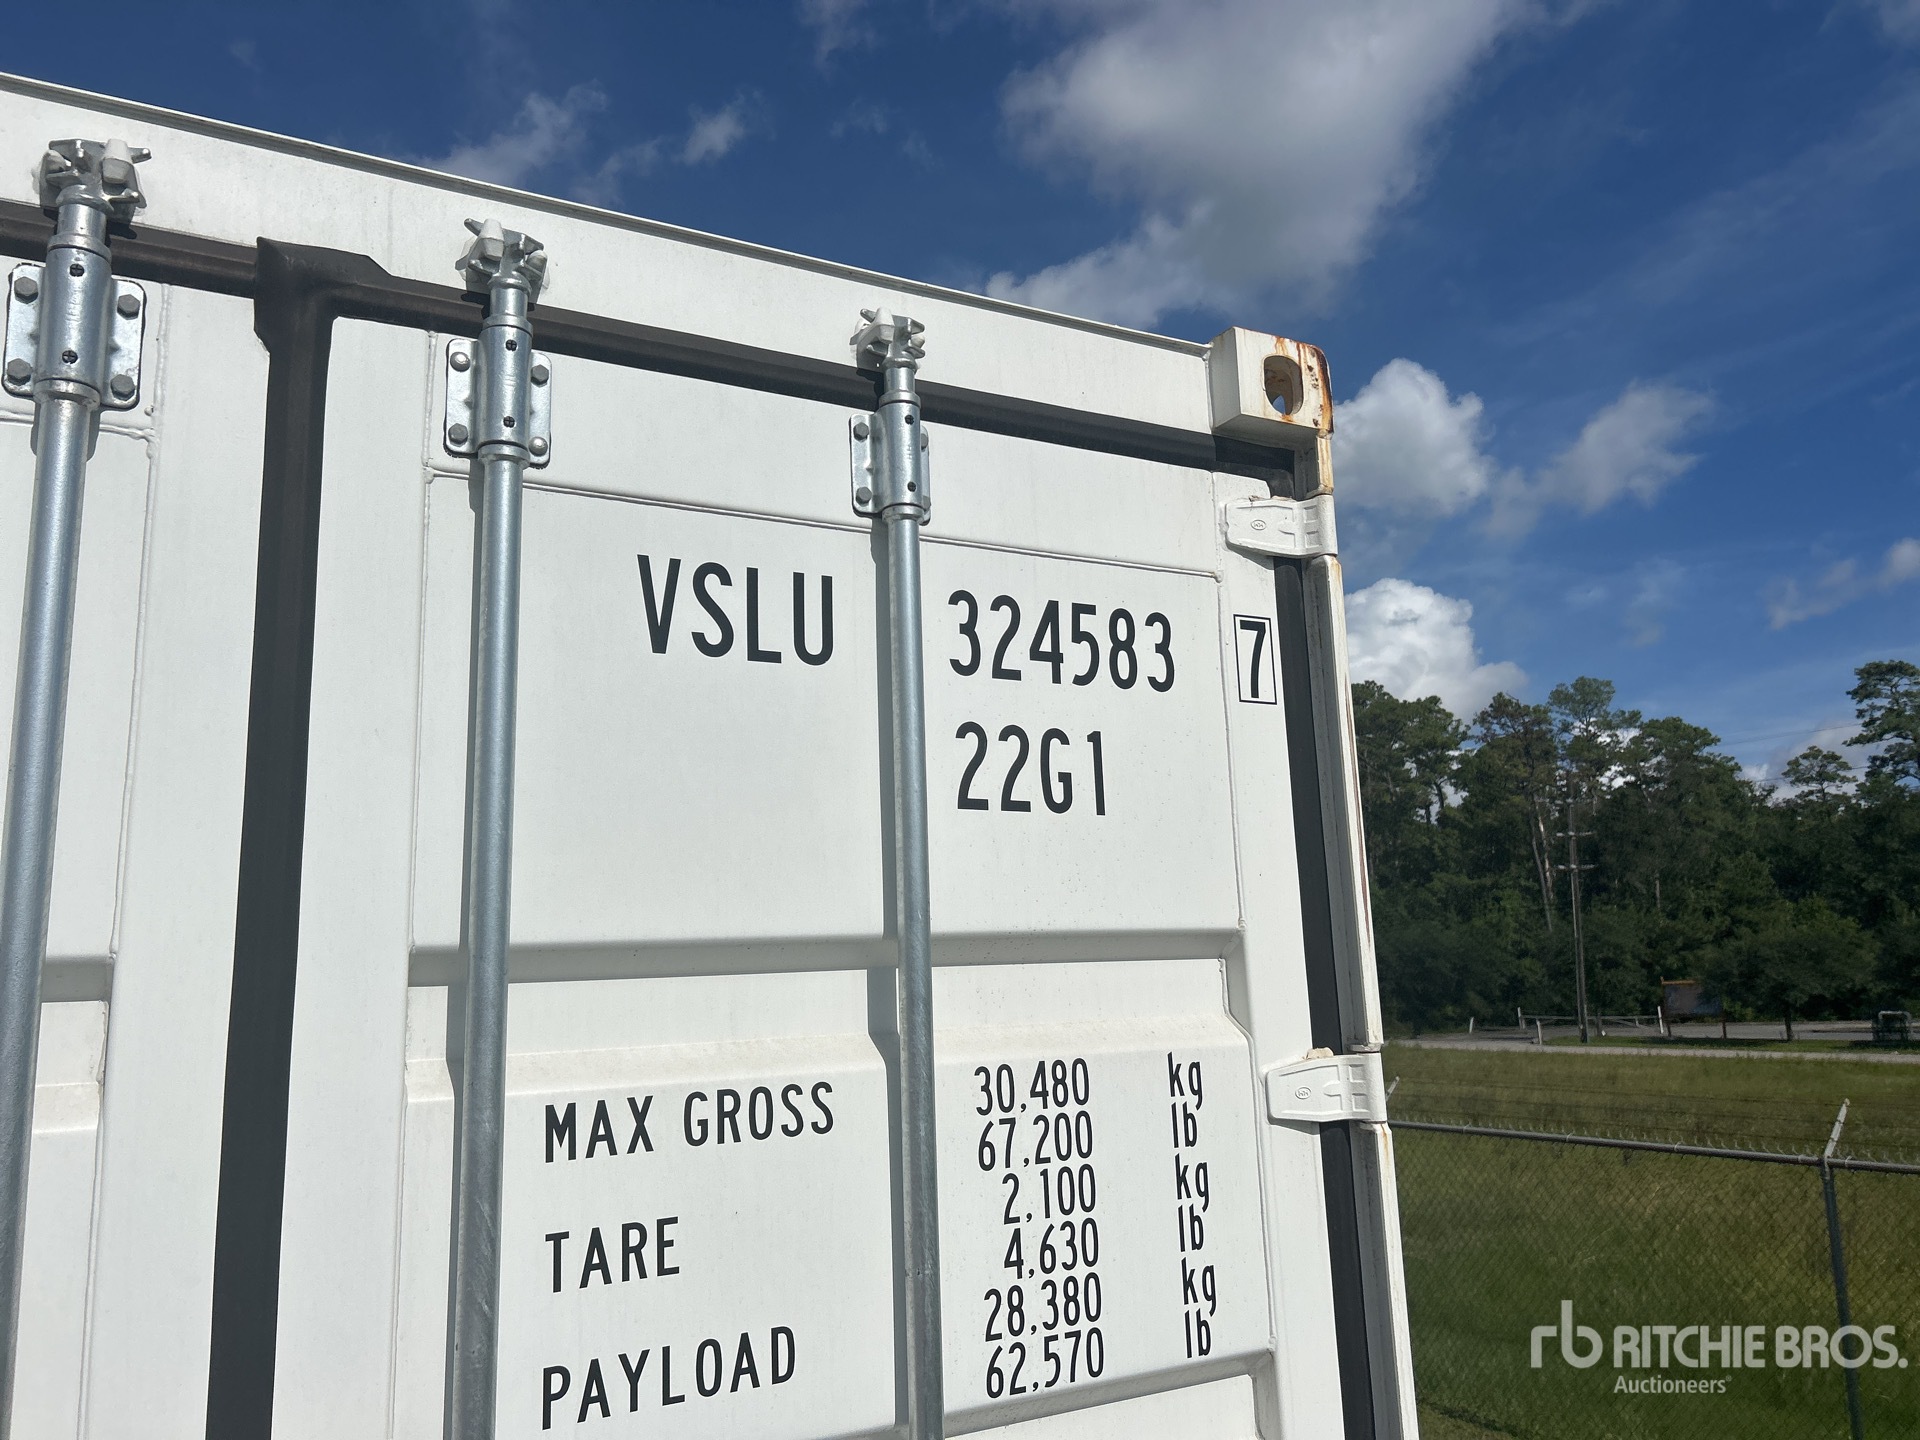 VSLU 324583 7
22G1
MAX GROSS 30,480 kg
67,200 lb
TARE 2,100 kg
4,630 lb
PAYLOAD 28,380 kg
62,570 lb
rb RITCHIE BROS.
Auctioneers